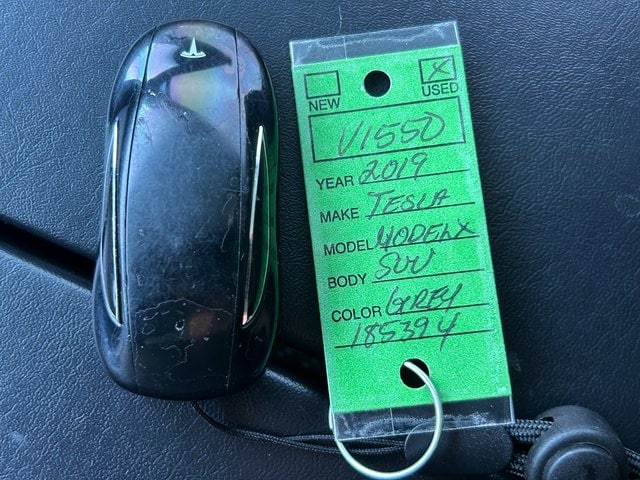 NEW
X USED
V1550
YEAR 2019
MAKE TESLA
MODEL MODEL X
BODY SUV
COLOR GREY
185394